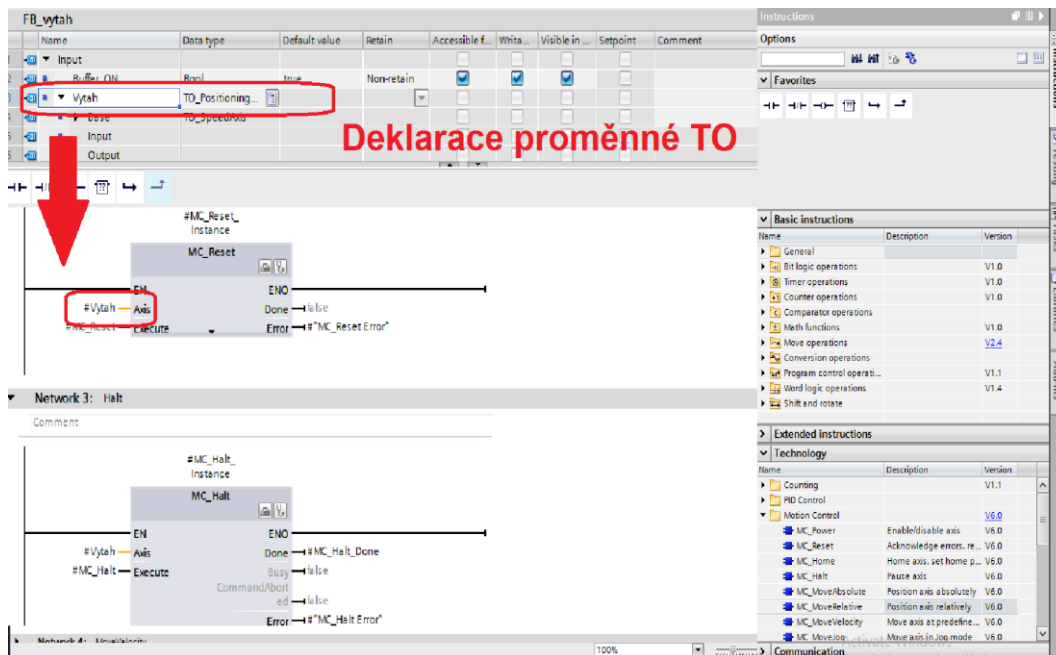 FB_vytah
Name Data type Default value Retain Accessible f... Writa... Visible in ... Setpoint Comment
Input
Buffer_ON Bool true Non-retain
Vytah TO_Positioning...
Base TO_SpeedAxis
Input
Output
Deklarace proměnné TO
#MC_Reset_
Instance
MC_Reset
EN ENO
#Vytah Axis Done false
#MC_Reset Execute Error #"MC_Reset Error"
Network 3: Halt
Comment
#MC_Halt_
Instance
MC_Halt
EN ENO
#Vytah Axis Done #MC_Halt_Done
#MC_Halt Execute Busy false
CommandAbort
ed false
Error #"MC_Halt Error"
Network 4: MoveVelocity
100%
Instructions
Options
Favorites
Basic instructions
Name Description Version
General
Bit logic operations V1.0
Timer operations V1.0
Counter operations V1.0
Comparator operations
Math functions V1.0
Move operations V2.4
Conversion operations
Program control operati... V1.1
Word logic operations V1.4
Shift and rotate
Extended instructions
Technology
Name Description Version
Counting V1.1
PID Control
Motion Control V6.0
MC_Power Enable/disable axis V6.0
MC_Reset Acknowledge errors, re... V6.0
MC_Home Home axis, set home p... V6.0
MC_Halt Pause axis V6.0
MC_MoveAbsolute Position axis absolutely V6.0
MC_MoveRelative Position axis relatively V6.0
MC_MoveVelocity Move axis at predefine... V6.0
MC_MoveJog Move axis in Jog mode V6.0
Activate Windows
Communication